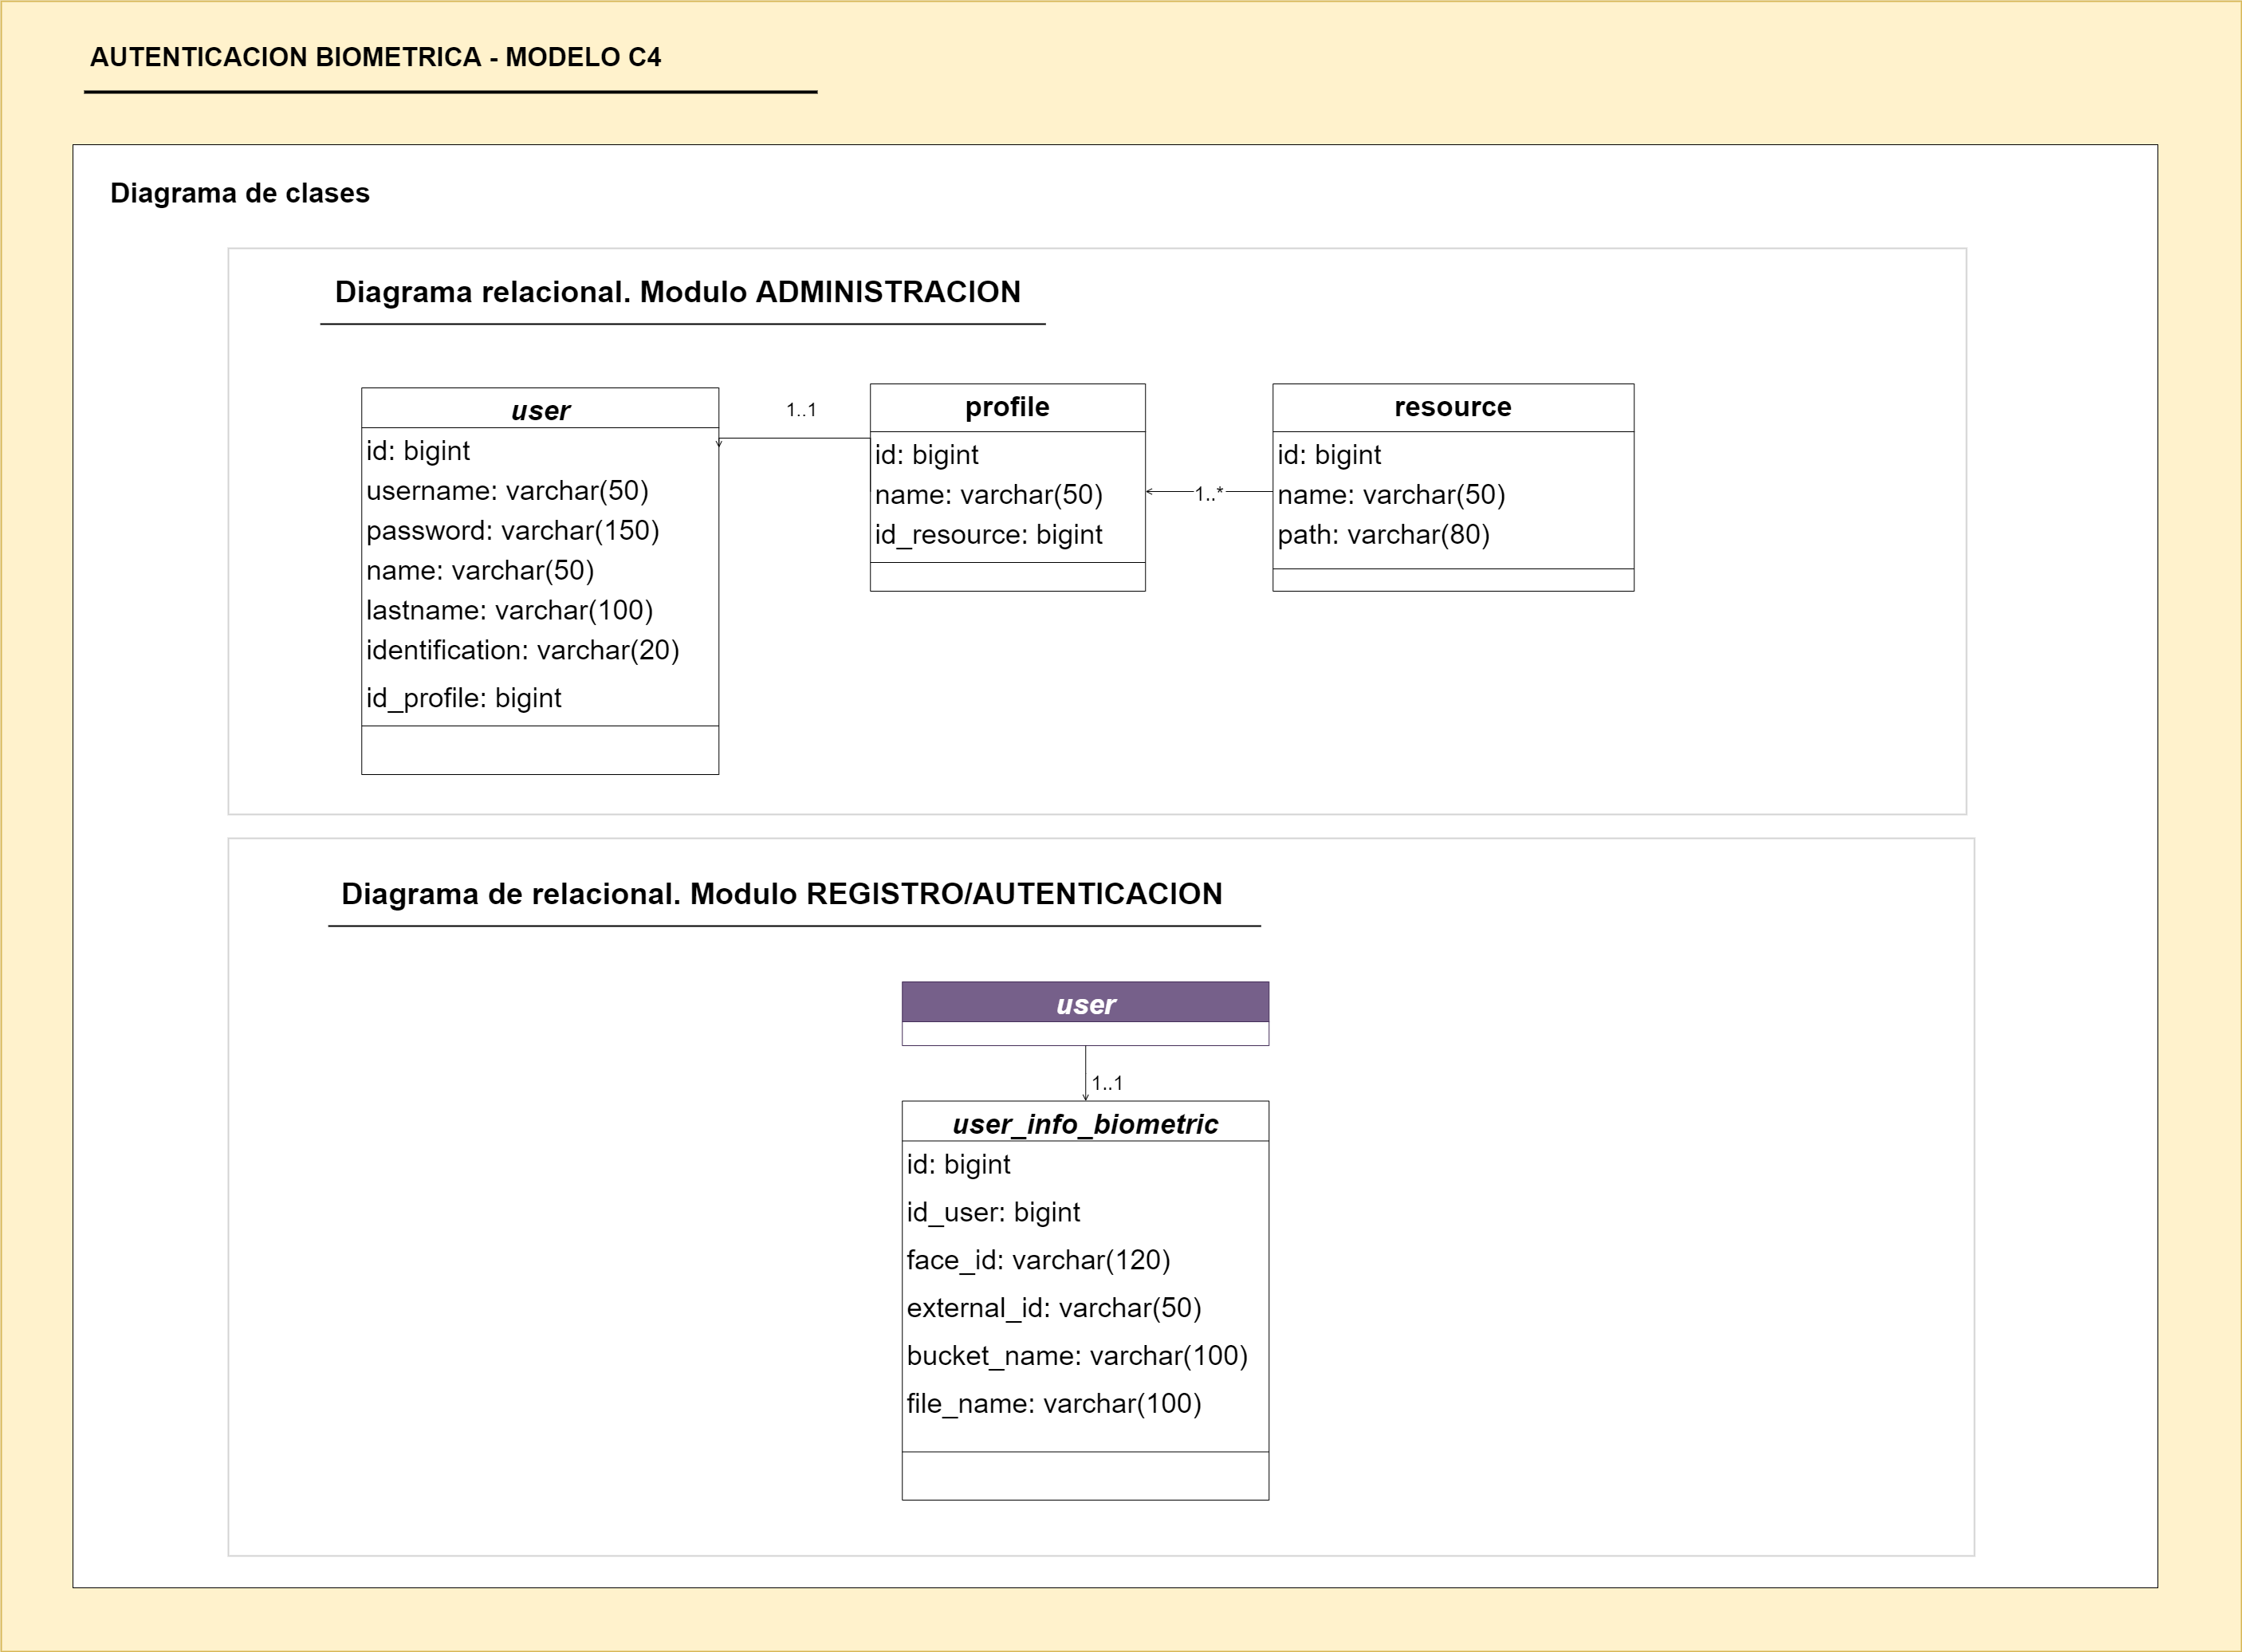 AUTENTICACION BIOMETRICA - MODELO C4
Diagrama de clases
Diagrama relacional. Modulo ADMINISTRACION
user
id: bigint
username: varchar(50)
password: varchar(150)
name: varchar(50)
lastname: varchar(100)
identification: varchar(20)
id_profile: bigint
1..1
profile
id: bigint
name: varchar(50)
id_resource: bigint
1..*
resource
id: bigint
name: varchar(50)
path: varchar(80)
Diagrama de relacional. Modulo REGISTRO/AUTENTICACION
user
1..1
user_info_biometric
id: bigint
id_user: bigint
face_id: varchar(120)
external_id: varchar(50)
bucket_name: varchar(100)
file_name: varchar(100)